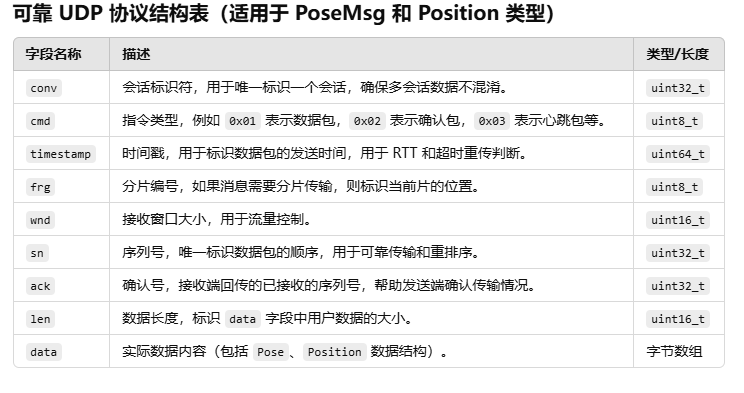 可靠 UDP 协议结构表（适用于 PoseMsg 和 Position 类型）
字段名称 描述 类型/长度
conv 会话标识符，用于唯一标识一个会话，确保多会话数据不混淆。 uint32_t
cmd 指令类型，例如 0x01 表示数据包，0x02 表示确认包，0x03 表示心跳包等。 uint8_t
timestamp 时间戳，用于标识数据包的发送时间，用于 RTT 和超时重传判断。 uint64_t
frg 分片编号，如果消息需要分片传输，则标识当前片的位置。 uint8_t
wnd 接收窗口大小，用于流量控制。 uint16_t
sn 序列号，唯一标识数据包的顺序，用于可靠传输和重排序。 uint32_t
ack 确认号，接收端回传的已接收的序列号，帮助发送端确认传输情况。 uint32_t
len 数据长度，标识 data 字段中用户数据的大小。 uint16_t
data 实际数据内容（包括 Pose、Position 数据结构）。 字节数组